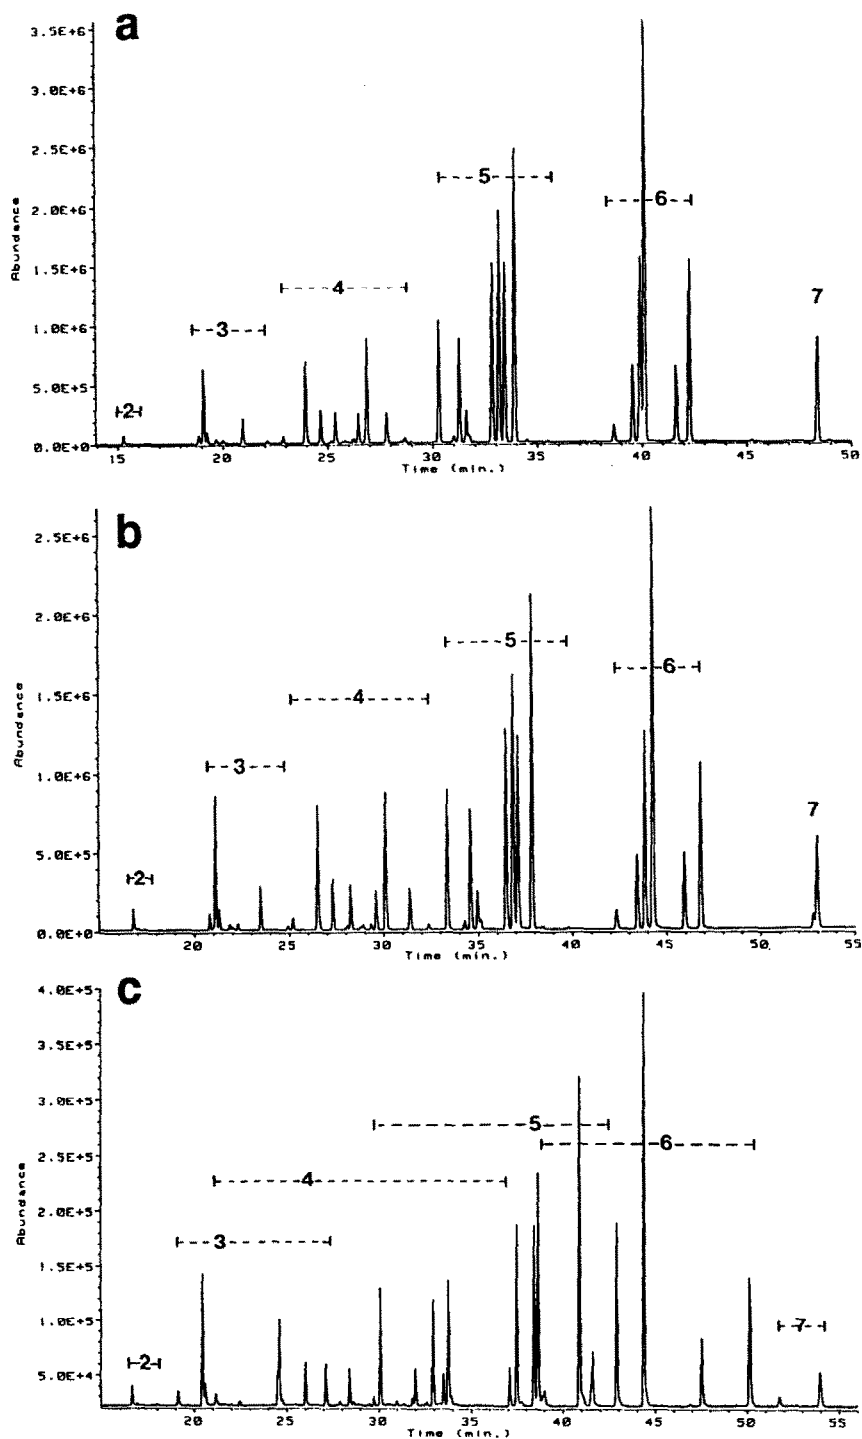 a
3.5E+6
3.0E+6
2.5E+6
5
2.0E+6
6
Abundance
1.5E+6
4
7
1.0E+6
3
5.0E+5
2
0.0E+0
15 20 25 30 35 40 45 50
Time (min.)
b
2.5E+6
2.0E+6
5
6
Abundance
1.5E+6
4
3
1.0E+6
7
5.0E+5
2
0.0E+0
20 25 30 35 40 45 50 55
Time (min.)
c
4.0E+5
3.5E+5
3.0E+5
5
6
Abundance
2.5E+5
4
2.0E+5
3
1.5E+5
7
1.0E+5
2
5.0E+4
20 25 30 35 40 45 50 55
Time (min.)